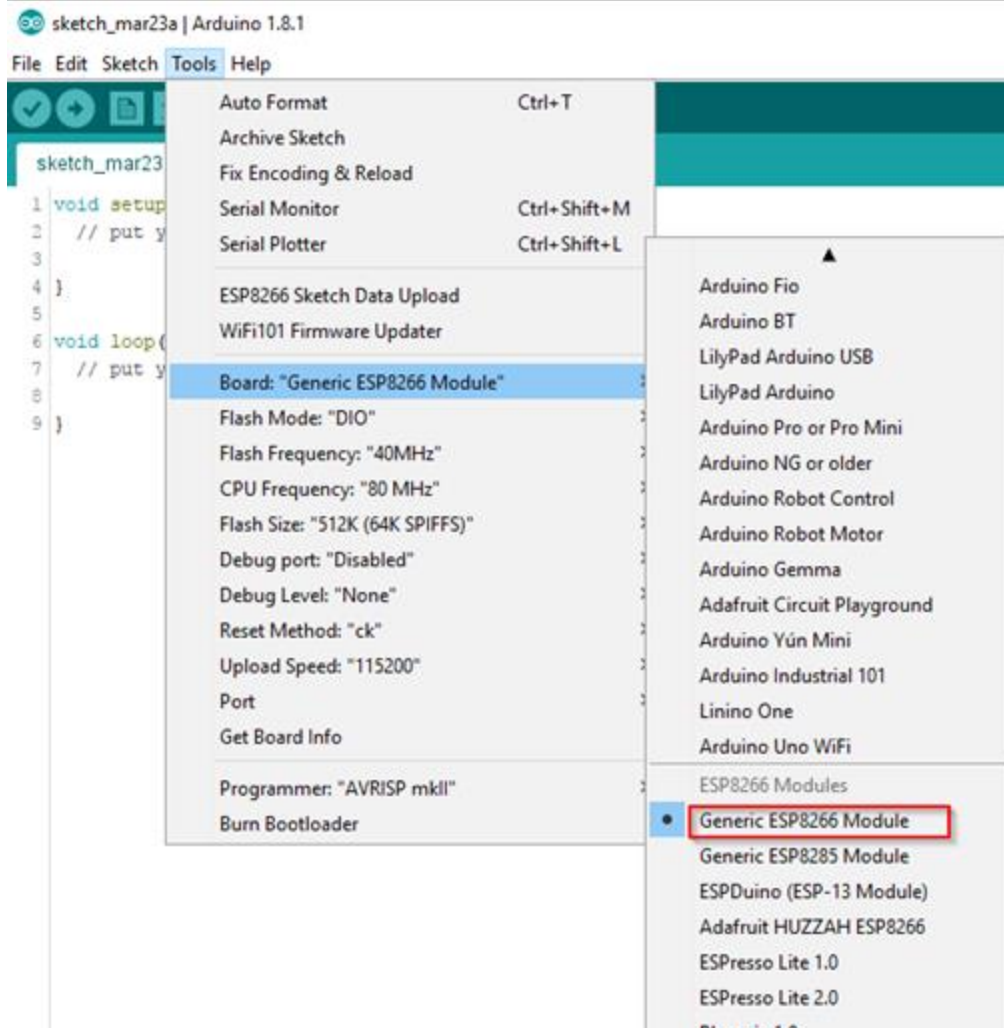 sketch_mar23a | Arduino 1.8.1
File Edit Sketch Tools Help
sketch_mar23
1 void setup
2 // put y
3
4 }
5
6 void loop(
7 // put y
8
9 }
Auto Format Ctrl+T
Archive Sketch
Fix Encoding & Reload
Serial Monitor Ctrl+Shift+M
Serial Plotter Ctrl+Shift+L
ESP8266 Sketch Data Upload
WiFi101 Firmware Updater
Board: "Generic ESP8266 Module"
Flash Mode: "DIO"
Flash Frequency: "40MHz"
CPU Frequency: "80 MHz"
Flash Size: "512K (64K SPIFFS)"
Debug port: "Disabled"
Debug Level: "None"
Reset Method: "ck"
Upload Speed: "115200"
Port
Get Board Info
Programmer: "AVRISP mkII"
Burn Bootloader
Arduino Fio
Arduino BT
LilyPad Arduino USB
LilyPad Arduino
Arduino Pro or Pro Mini
Arduino NG or older
Arduino Robot Control
Arduino Robot Motor
Arduino Gemma
Adafruit Circuit Playground
Arduino Yún Mini
Arduino Industrial 101
Linino One
Arduino Uno WiFi
ESP8266 Modules
Generic ESP8266 Module
Generic ESP8285 Module
ESPDuino (ESP-13 Module)
Adafruit HUZZAH ESP8266
ESPresso Lite 1.0
ESPresso Lite 2.0